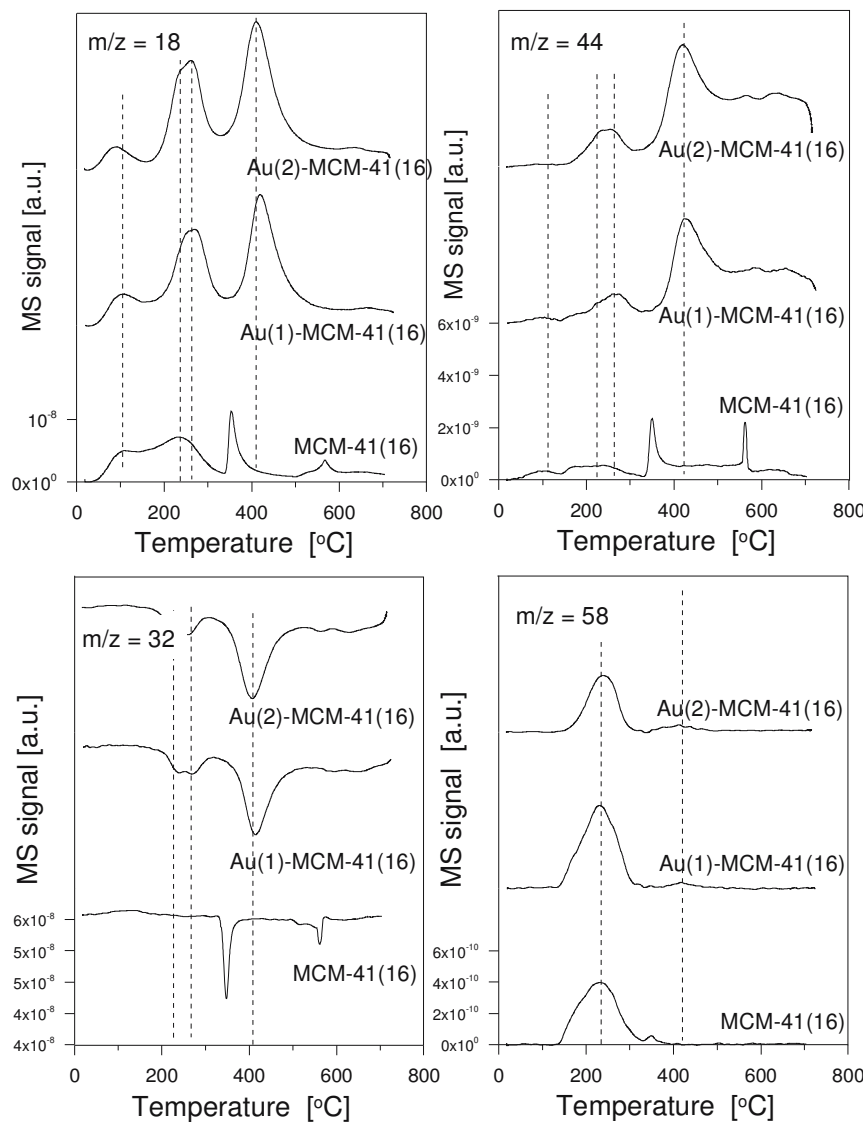 m/z = 18
MS signal [a.u.]
Au(2)-MCM-41(16)
Au(1)-MCM-41(16)
10⁻⁸
MCM-41(16)
0x10⁰
0 200 400 600 800
Temperature [°C]
m/z = 44
MS signal [a.u.]
Au(2)-MCM-41(16)
Au(1)-MCM-41(16)
6x10⁻⁹
4x10⁻⁹
MCM-41(16)
2x10⁻⁹
0x10⁰
0 200 400 600 800
Temperature [°C]
m/z = 32
MS signal [a.u.]
Au(2)-MCM-41(16)
Au(1)-MCM-41(16)
6x10⁻⁸
5x10⁻⁸
MCM-41(16)
5x10⁻⁸
4x10⁻⁸
4x10⁻⁸
0 200 400 600 800
Temperature [°C]
m/z = 58
MS signal [a.u.]
Au(2)-MCM-41(16)
Au(1)-MCM-41(16)
6x10⁻¹⁰
4x10⁻¹⁰
2x10⁻¹⁰
MCM-41(16)
0x10⁰
0 200 400 600 800
Temperature [°C]